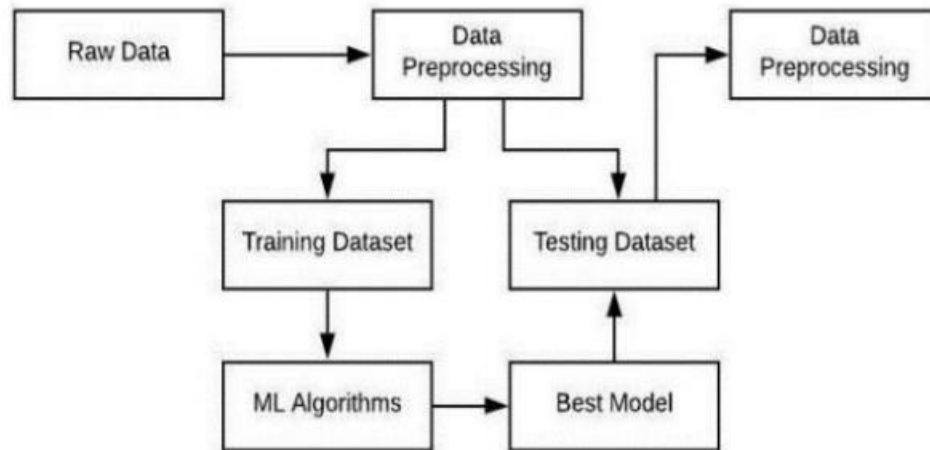 Raw Data
Data
Preprocessing
Data
Preprocessing
Training Dataset
Testing Dataset
ML Algorithms
Best Model